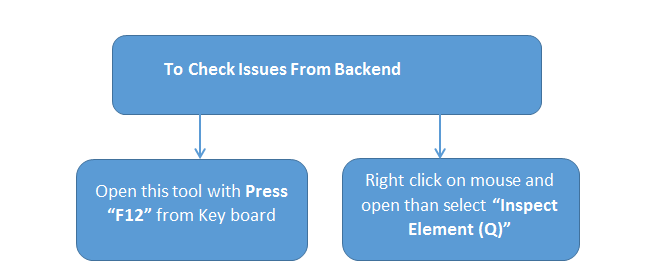 To Check Issues From Backend
Open this tool with Press
“F12” from Key board
Right click on mouse and
open than select “Inspect
Element (Q)”